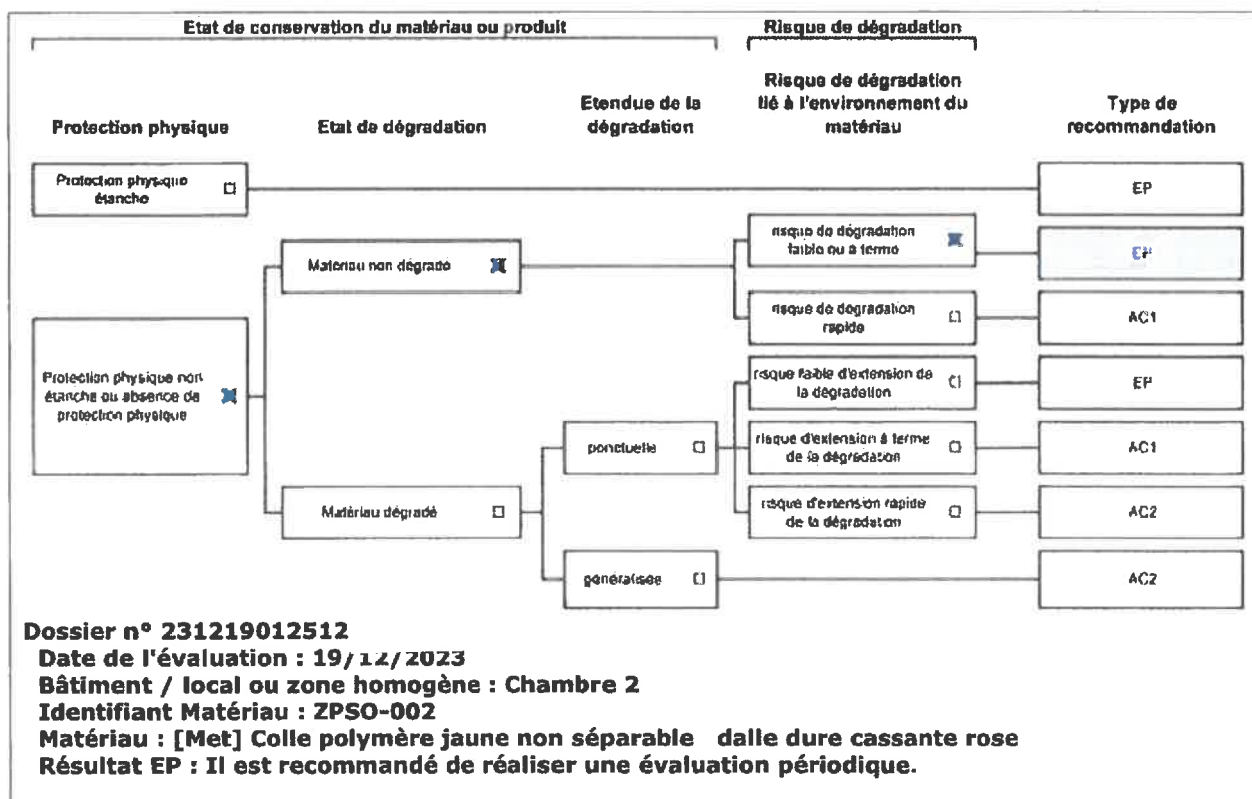 Etat de conservation du matériau ou produit
Risque de dégradation
Protection physique
Etat de dégradation
Etendue de la
dégradation
Risque de dégradation
lié à l'environnement du
matériau
Type de
recommandation
Protection physique
étanche
EP
Matériau non dégradé
risque de dégradation
faible ou à terme
EP
risque de dégradation
rapide
AC1
Protection physique non
étanche ou absence de
protection physique
risque faible d'extension de
la dégradation
EP
ponctuelle
risque d'extension à terme
de la dégradation
AC1
Matériau dégradé
risque d'extension rapide
de la dégradation
AC2
généralisée
AC2
Dossier n° 231219012512
Date de l'évaluation : 19/12/2023
Bâtiment / local ou zone homogène : Chambre 2
Identifiant Matériau : ZPSO-002
Matériau : [Met] Colle polymère jaune non séparable dalle dure cassante rose
Résultat EP : Il est recommandé de réaliser une évaluation périodique.